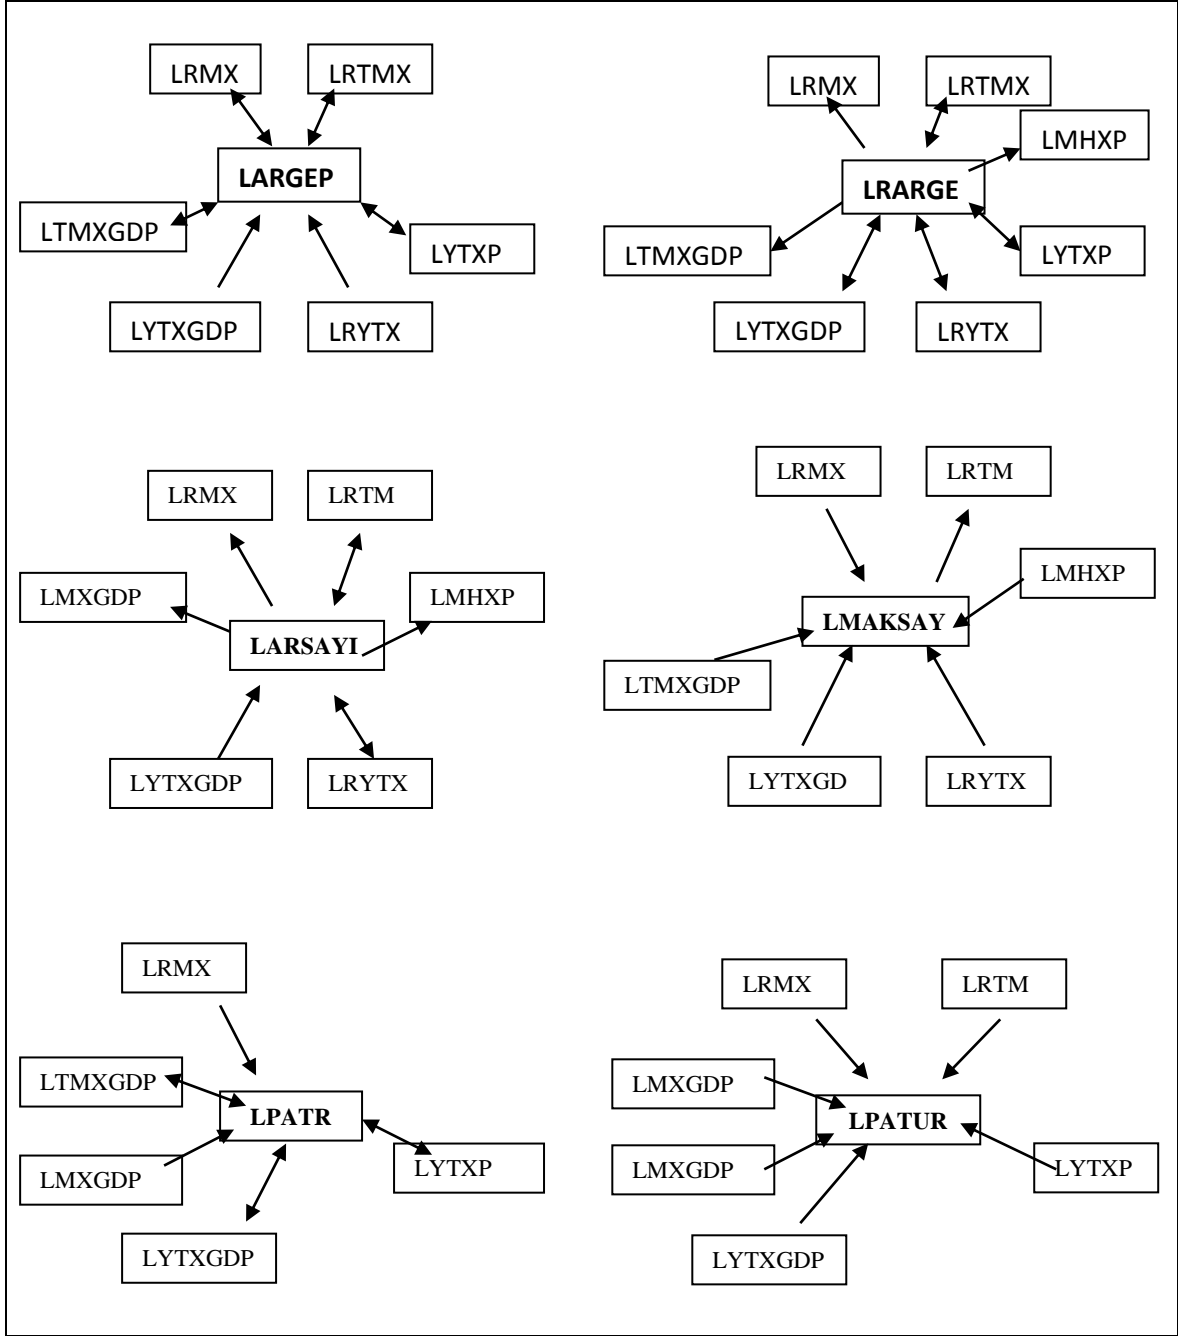 LRMX
LRTMX
LARGEP
LTMXGDP
LYTXP
LYTXGDP
LRYTX
LRMX
LRTMX
LMHXP
LRARGE
LTMXGDP
LYTXP
LYTXGDP
LRYTX
LRMX
LRTM
LMXGDP
LMHXP
LARSAYI
LYTXGDP
LRYTX
LRMX
LRTM
LMHXP
LMAKSAY
LTMXGDP
LYTXGD
LRYTX
LRMX
LTMXGDP
LPATR
LMXGDP
LYTXP
LYTXGDP
LRMX
LRTM
LMXGDP
LPATUR
LMXGDP
LYTXP
LYTXGDP